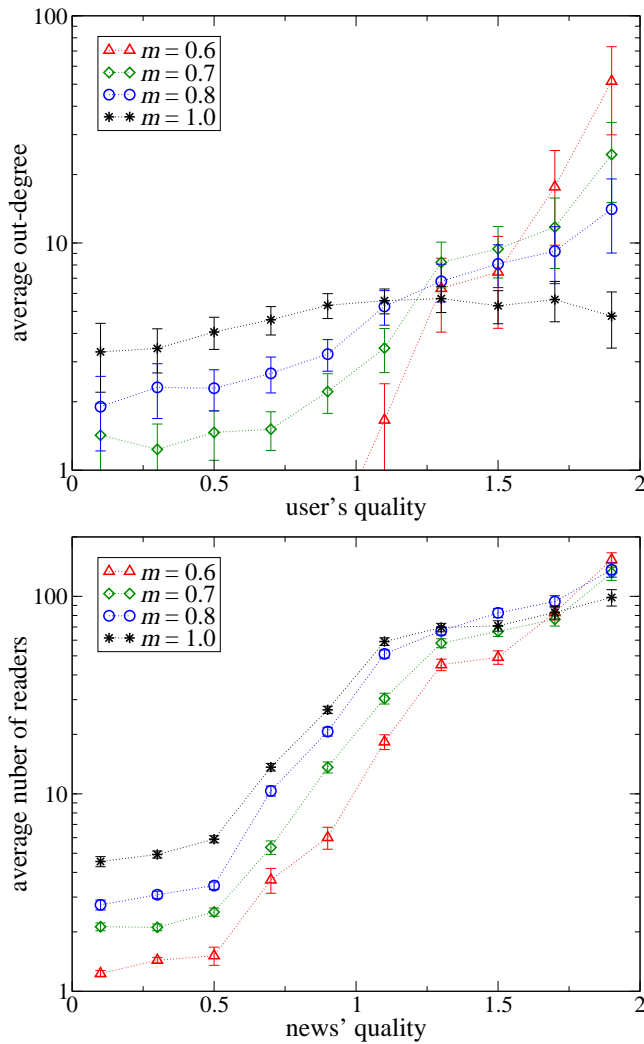 100
10
1
average out-degree
m = 0.6
m = 0.7
m = 0.8
m = 1.0
0 0.5 1 1.5 2
user's quality
100
10
1
average nuber of readers
m = 0.6
m = 0.7
m = 0.8
m = 1.0
0 0.5 1 1.5 2
news' quality